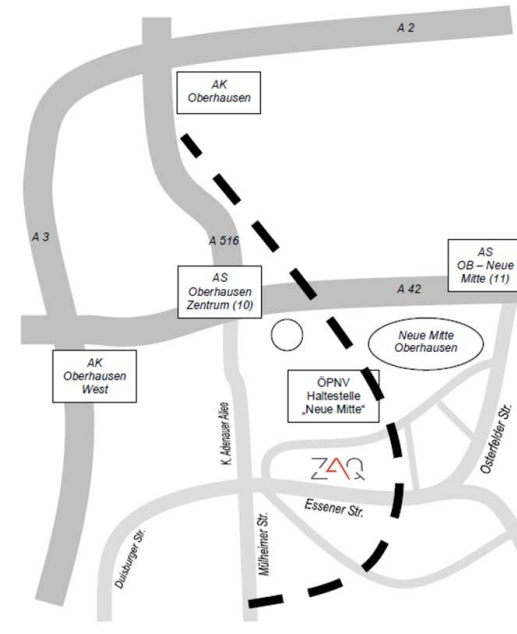 A 2
AK
Oberhausen
A 3
A 516
AS
OB – Neue
Mitte (11)
AS
Oberhausen
Zentrum (10)
A 42
Neue Mitte
Oberhausen
AK
Oberhausen
West
ÖPNV
Haltestelle
„Neue Mitte“
K. Adenauer Allee
Osterfelder Str.
ZAQ
Essener Str.
Duisburger Str.
Mülheimer Str.